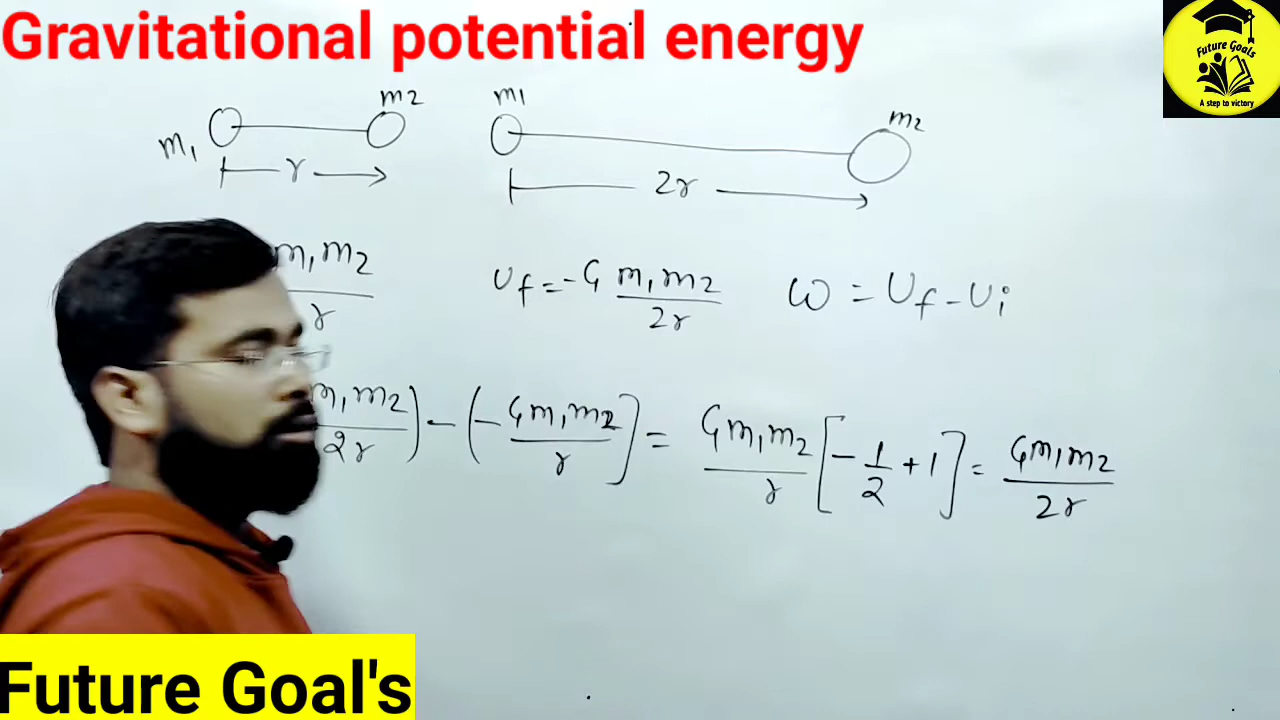 Gravitational potential energy
Future Goals
A step to victory
m1 m2 m1 m2
r 2r
m1m2/r Uf = -G m1m2/2r W = Uf - Ui
m1m2/2r) - (-Gm1m2/r] = Gm1m2/r [-1/2 + 1] = Gm1m2/2r
Future Goal's